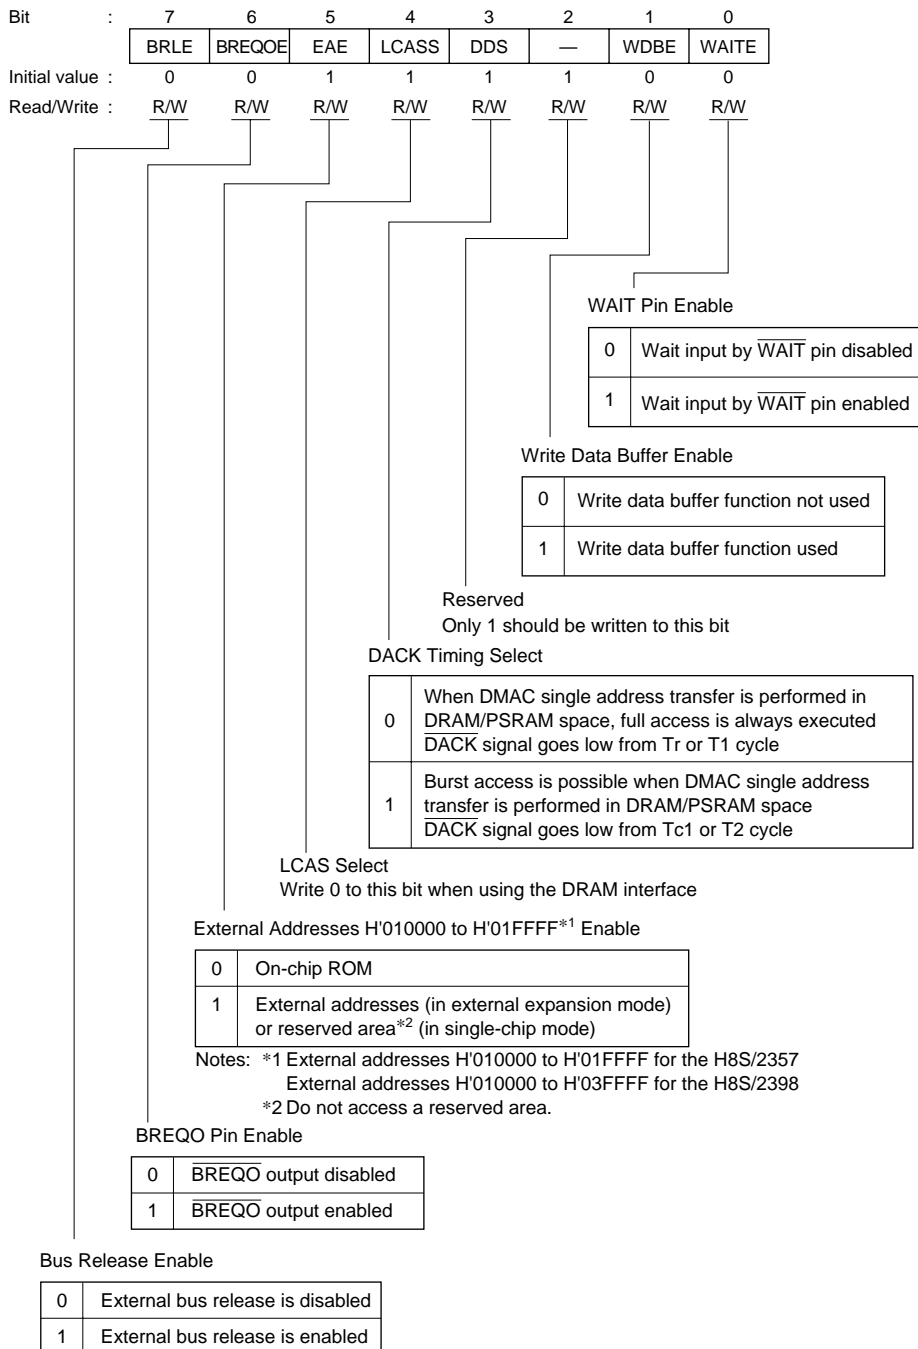 Bit : 7 6 5 4 3 2 1 0
BRLE BREQOE EAE LCASS DDS — WDBE WAITE
Initial value : 0 0 1 1 1 1 0 0
Read/Write : R/W R/W R/W R/W R/W R/W R/W R/W
WAIT Pin Enable
0 Wait input by WAIT pin disabled
1 Wait input by WAIT pin enabled
Write Data Buffer Enable
0 Write data buffer function not used
1 Write data buffer function used
Reserved
Only 1 should be written to this bit
DACK Timing Select
When DMAC single address transfer is performed in
0 DRAM/PSRAM space, full access is always executed
DACK signal goes low from Tr or T1 cycle
Burst access is possible when DMAC single address
1 transfer is performed in DRAM/PSRAM space
DACK signal goes low from Tc1 or T2 cycle
LCAS Select
Write 0 to this bit when using the DRAM interface
External Addresses H'010000 to H'01FFFF*1 Enable
0 On-chip ROM
1 External addresses (in external expansion mode)
or reserved area*2 (in single-chip mode)
Notes: *1 External addresses H'010000 to H'01FFFF for the H8S/2357
External addresses H'010000 to H'03FFFF for the H8S/2398
*2 Do not access a reserved area.
BREQO Pin Enable
0 BREQO output disabled
1 BREQO output enabled
Bus Release Enable
0 External bus release is disabled
1 External bus release is enabled